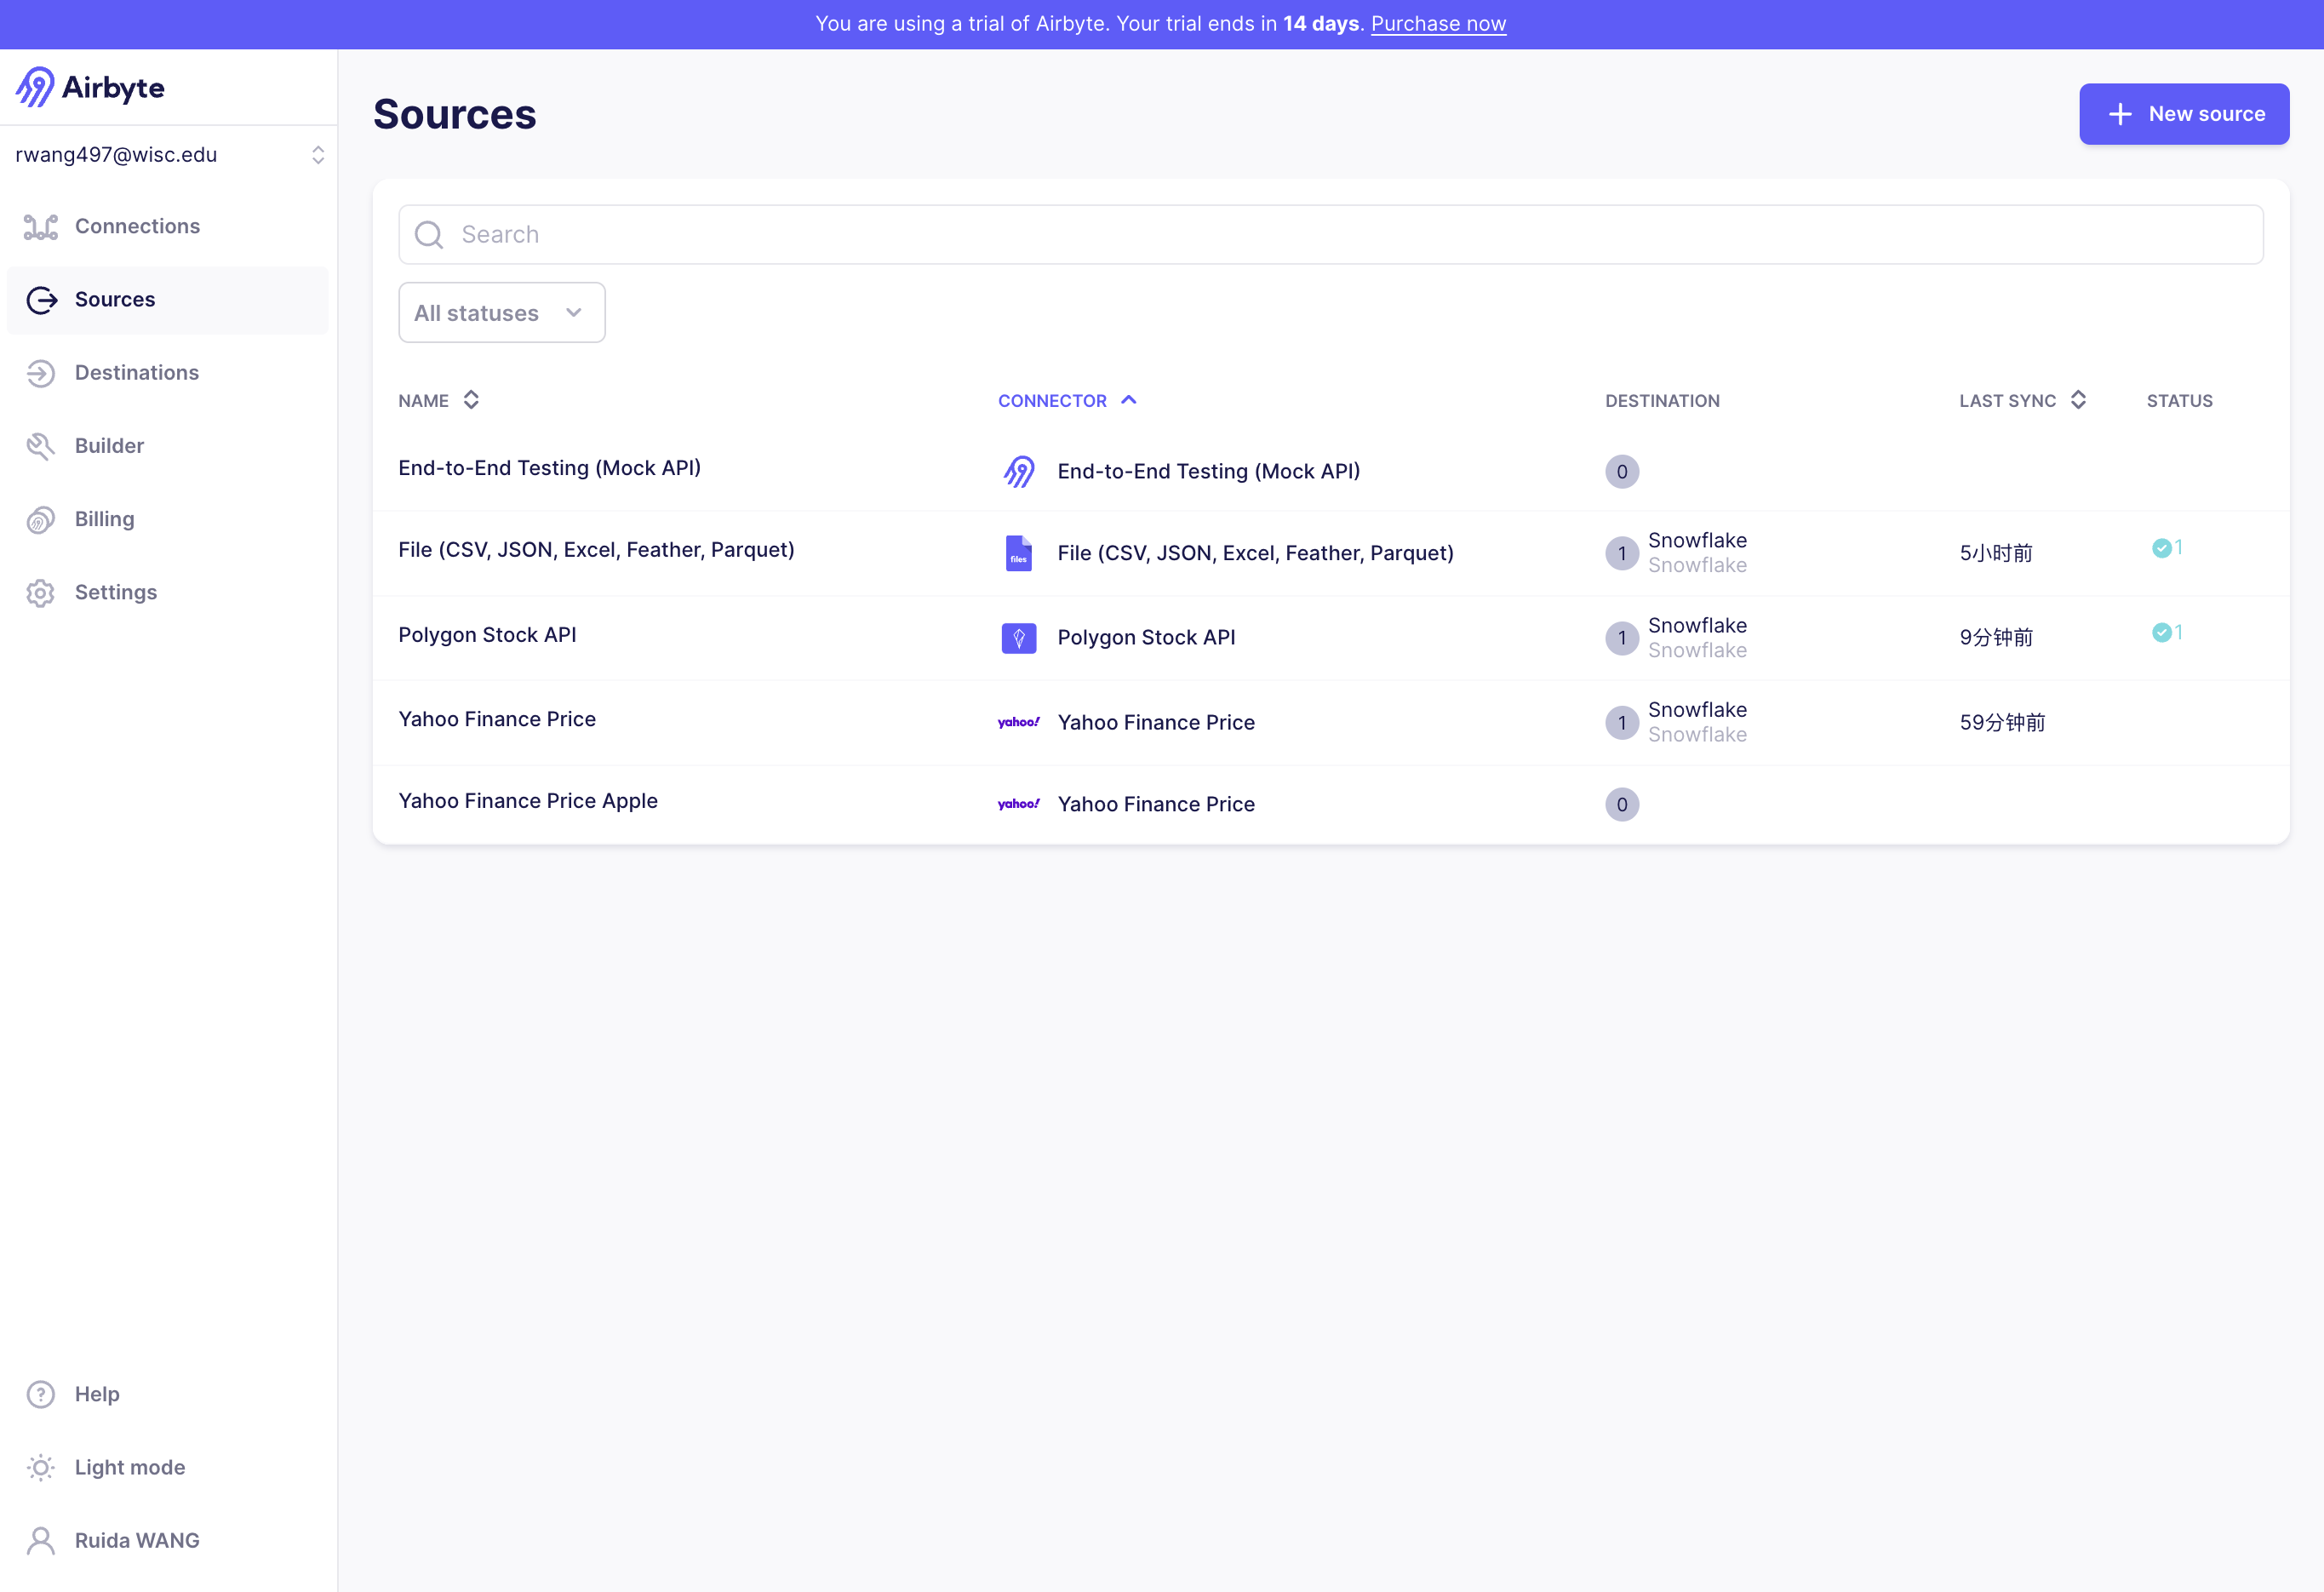 You are using a trial of Airbyte. Your trial ends in 14 days. Purchase now
Airbyte
rwang497@wisc.edu
Connections
Sources
Destinations
Builder
Billing
Settings
Help
Light mode
Ruida WANG
Sources
New source
Search
All statuses
NAME CONNECTOR DESTINATION LAST SYNC STATUS
End-to-End Testing (Mock API) End-to-End Testing (Mock API) 0
File (CSV, JSON, Excel, Feather, Parquet) files File (CSV, JSON, Excel, Feather, Parquet) 1 Snowflake 5小时前 1
Snowflake
Polygon Stock API Polygon Stock API 1 Snowflake 9分钟前 1
Snowflake
Yahoo Finance Price yahoo! Yahoo Finance Price 1 Snowflake 59分钟前
Snowflake
Yahoo Finance Price Apple yahoo! Yahoo Finance Price 0